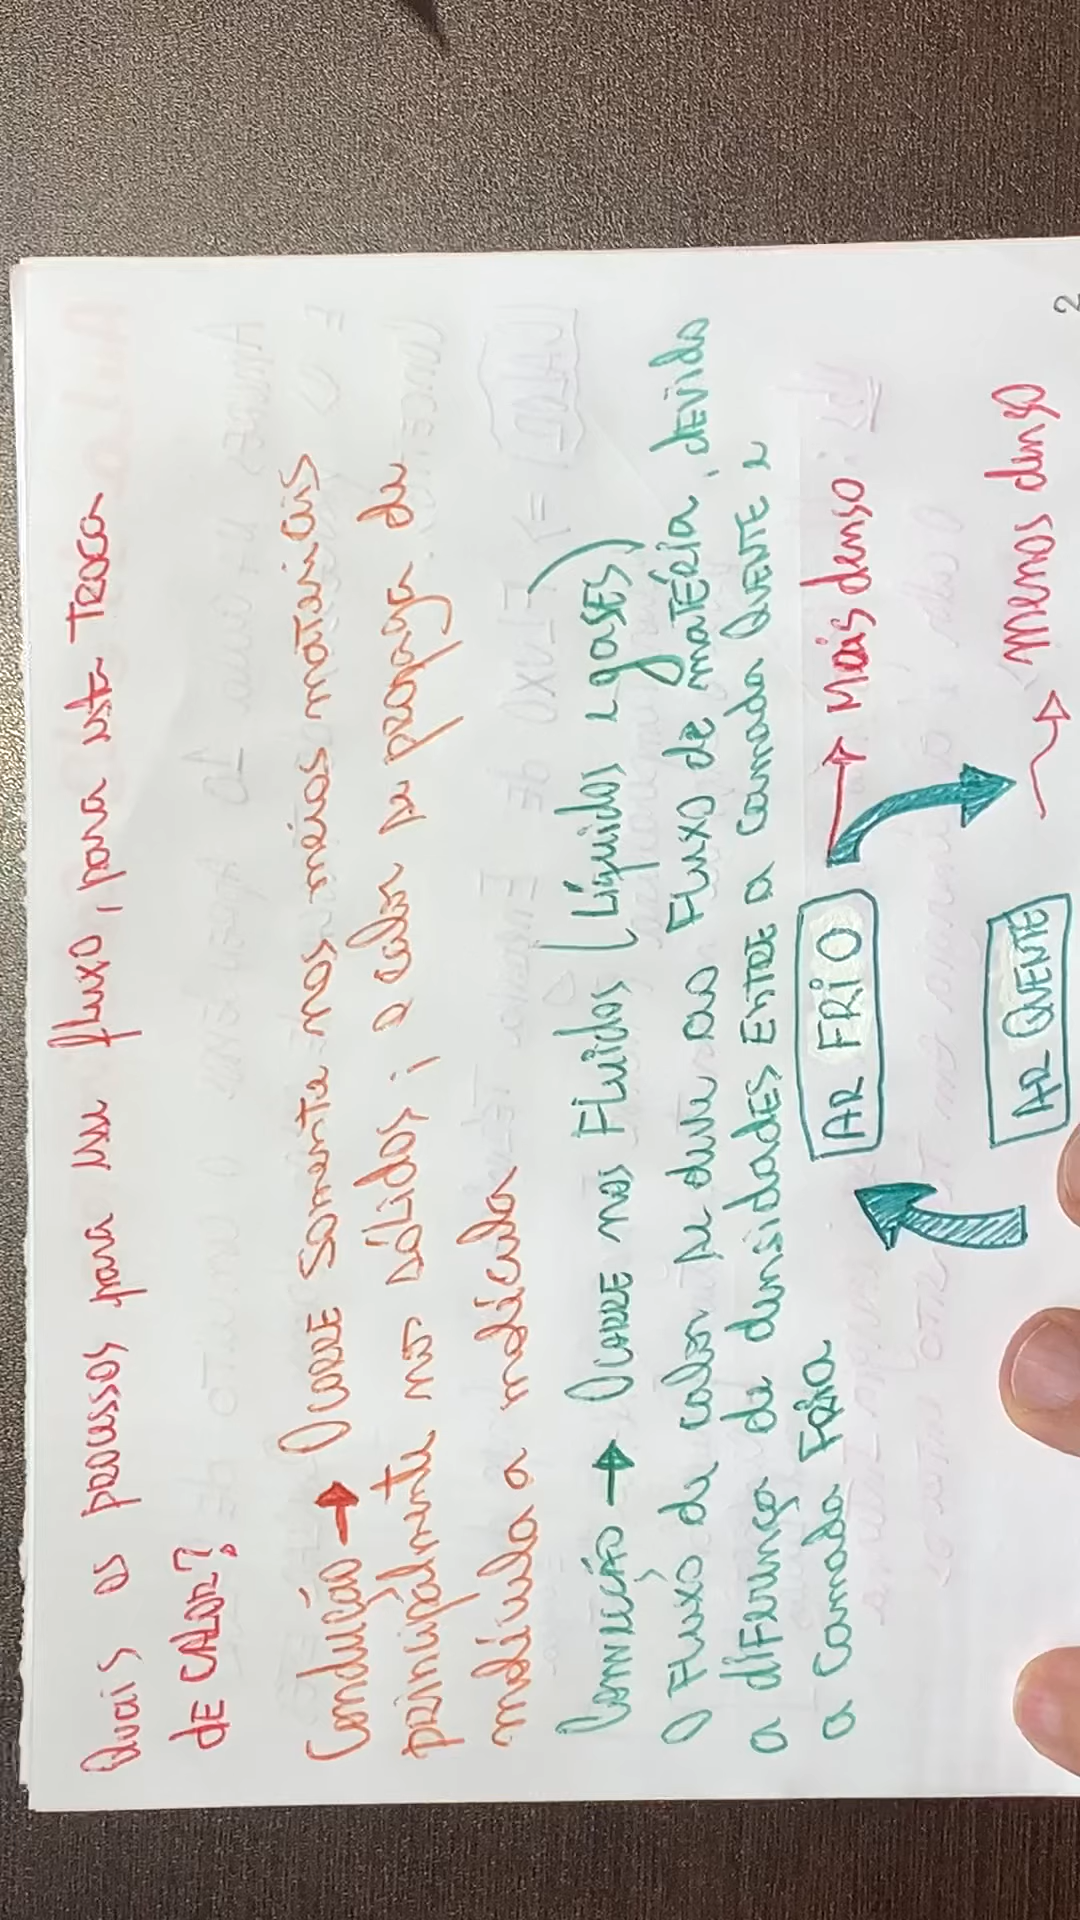 Quais os processos para um fluxo, para esta TROCA
DE CALOR?
Condução → OCORRE somente nos meios materiais
principalmente nos sólidos; o calor se propaga de
molécula a molécula
Convecção → OCORRE nos Fluidos (Líquidos e gases)
O Fluxo de calor se deve ao Fluxo de matéria, devido
a diferença de densidades ENTRE a camada QUENTE e
a camada FRIA
AR FRIO → Mais denso
AR QUENTE → menos denso
2